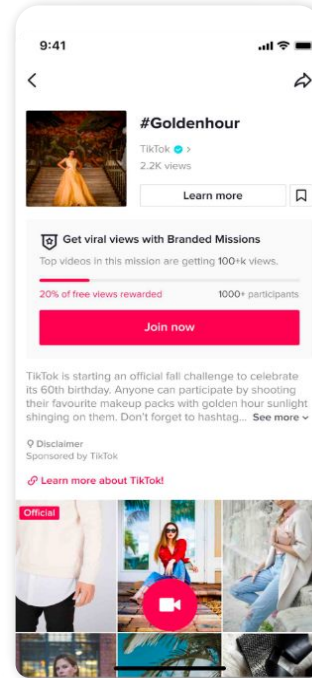 9:41
#Goldenhour
TikTok >
2.2K views
Learn more
Get viral views with Branded Missions
Top videos in this mission are getting 100+k views.
20% of free views rewarded
1000+ participants
Join now
TikTok is starting an official fall challenge to celebrate
its 60th birthday. Anyone can participate by shooting
their favourite makeup packs with golden hour sunlight
shinging on them. Don't forget to hashtag... See more
Disclaimer
Sponsored by TikTok
Learn more about TikTok!
Official